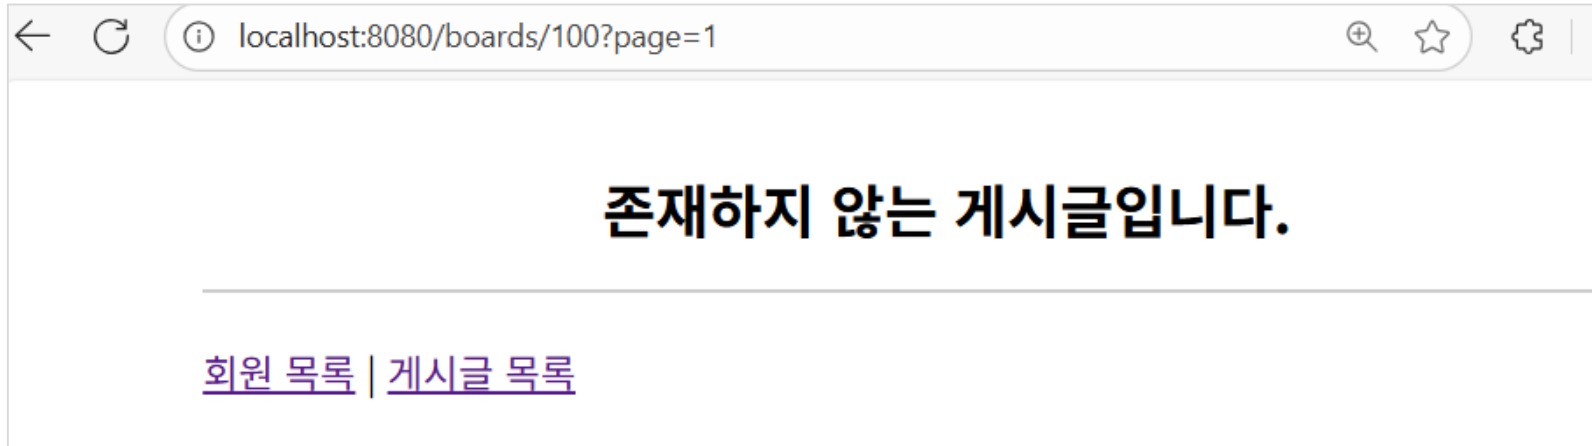 localhost:8080/boards/100?page=1
존재하지 않는 게시글입니다.
회원 목록 | 게시글 목록